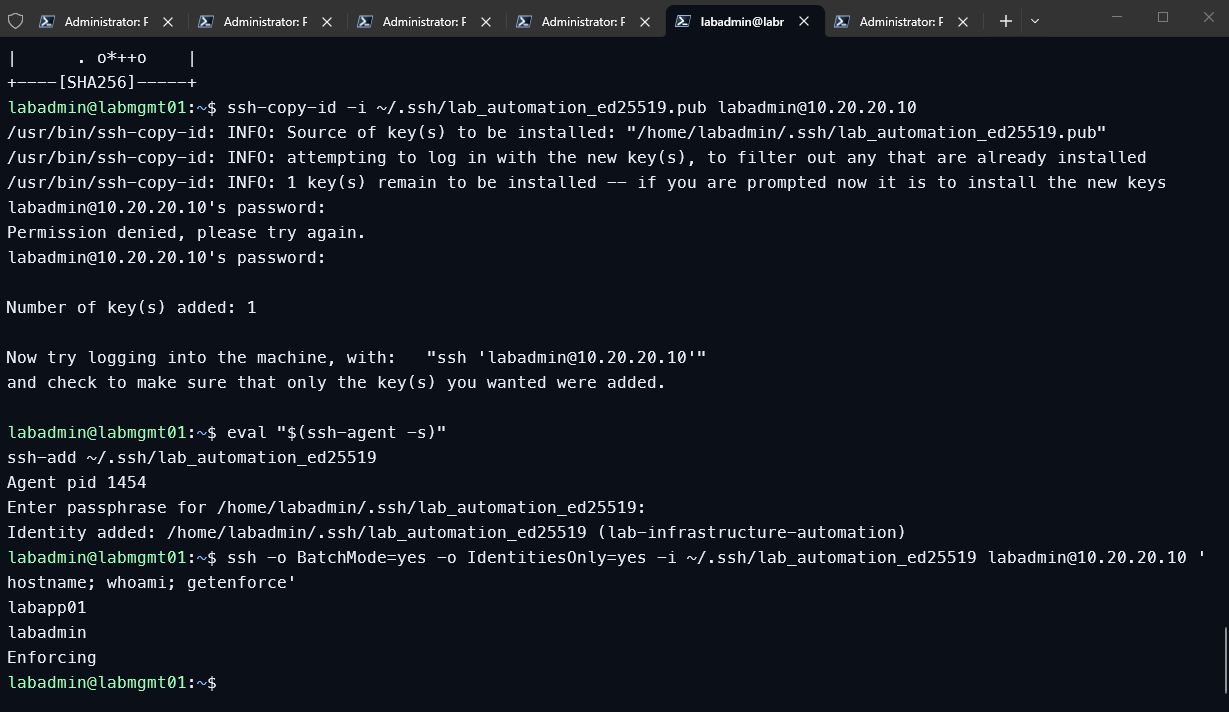 Administrator: F
Administrator: F
Administrator: F
Administrator: F
labadmin@labr
Administrator: F
|      . o*++o    |
+----[SHA256]-----+
labadmin@labmgmt01:~$ ssh-copy-id -i ~/.ssh/lab_automation_ed25519.pub labadmin@10.20.20.10
/usr/bin/ssh-copy-id: INFO: Source of key(s) to be installed: "/home/labadmin/.ssh/lab_automation_ed25519.pub"
/usr/bin/ssh-copy-id: INFO: attempting to log in with the new key(s), to filter out any that are already installed
/usr/bin/ssh-copy-id: INFO: 1 key(s) remain to be installed -- if you are prompted now it is to install the new keys
labadmin@10.20.20.10's password:
Permission denied, please try again.
labadmin@10.20.20.10's password:
Number of key(s) added: 1
Now try logging into the machine, with:   "ssh 'labadmin@10.20.20.10'"
and check to make sure that only the key(s) you wanted were added.
labadmin@labmgmt01:~$ eval "$(ssh-agent -s)"
ssh-add ~/.ssh/lab_automation_ed25519
Agent pid 1454
Enter passphrase for /home/labadmin/.ssh/lab_automation_ed25519:
Identity added: /home/labadmin/.ssh/lab_automation_ed25519 (lab-infrastructure-automation)
labadmin@labmgmt01:~$ ssh -o BatchMode=yes -o IdentitiesOnly=yes -i ~/.ssh/lab_automation_ed25519 labadmin@10.20.20.10 '
hostname; whoami; getenforce'
labapp01
labadmin
Enforcing
labadmin@labmgmt01:~$